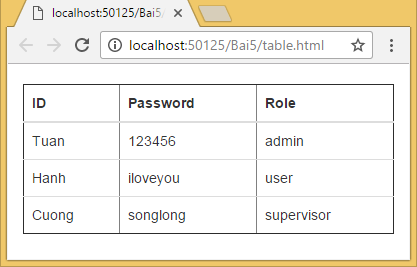 localhost:50125/Bai5/
localhost:50125/Bai5/table.html
ID Password Role
Tuan 123456 admin
Hanh iloveyou user
Cuong songlong supervisor